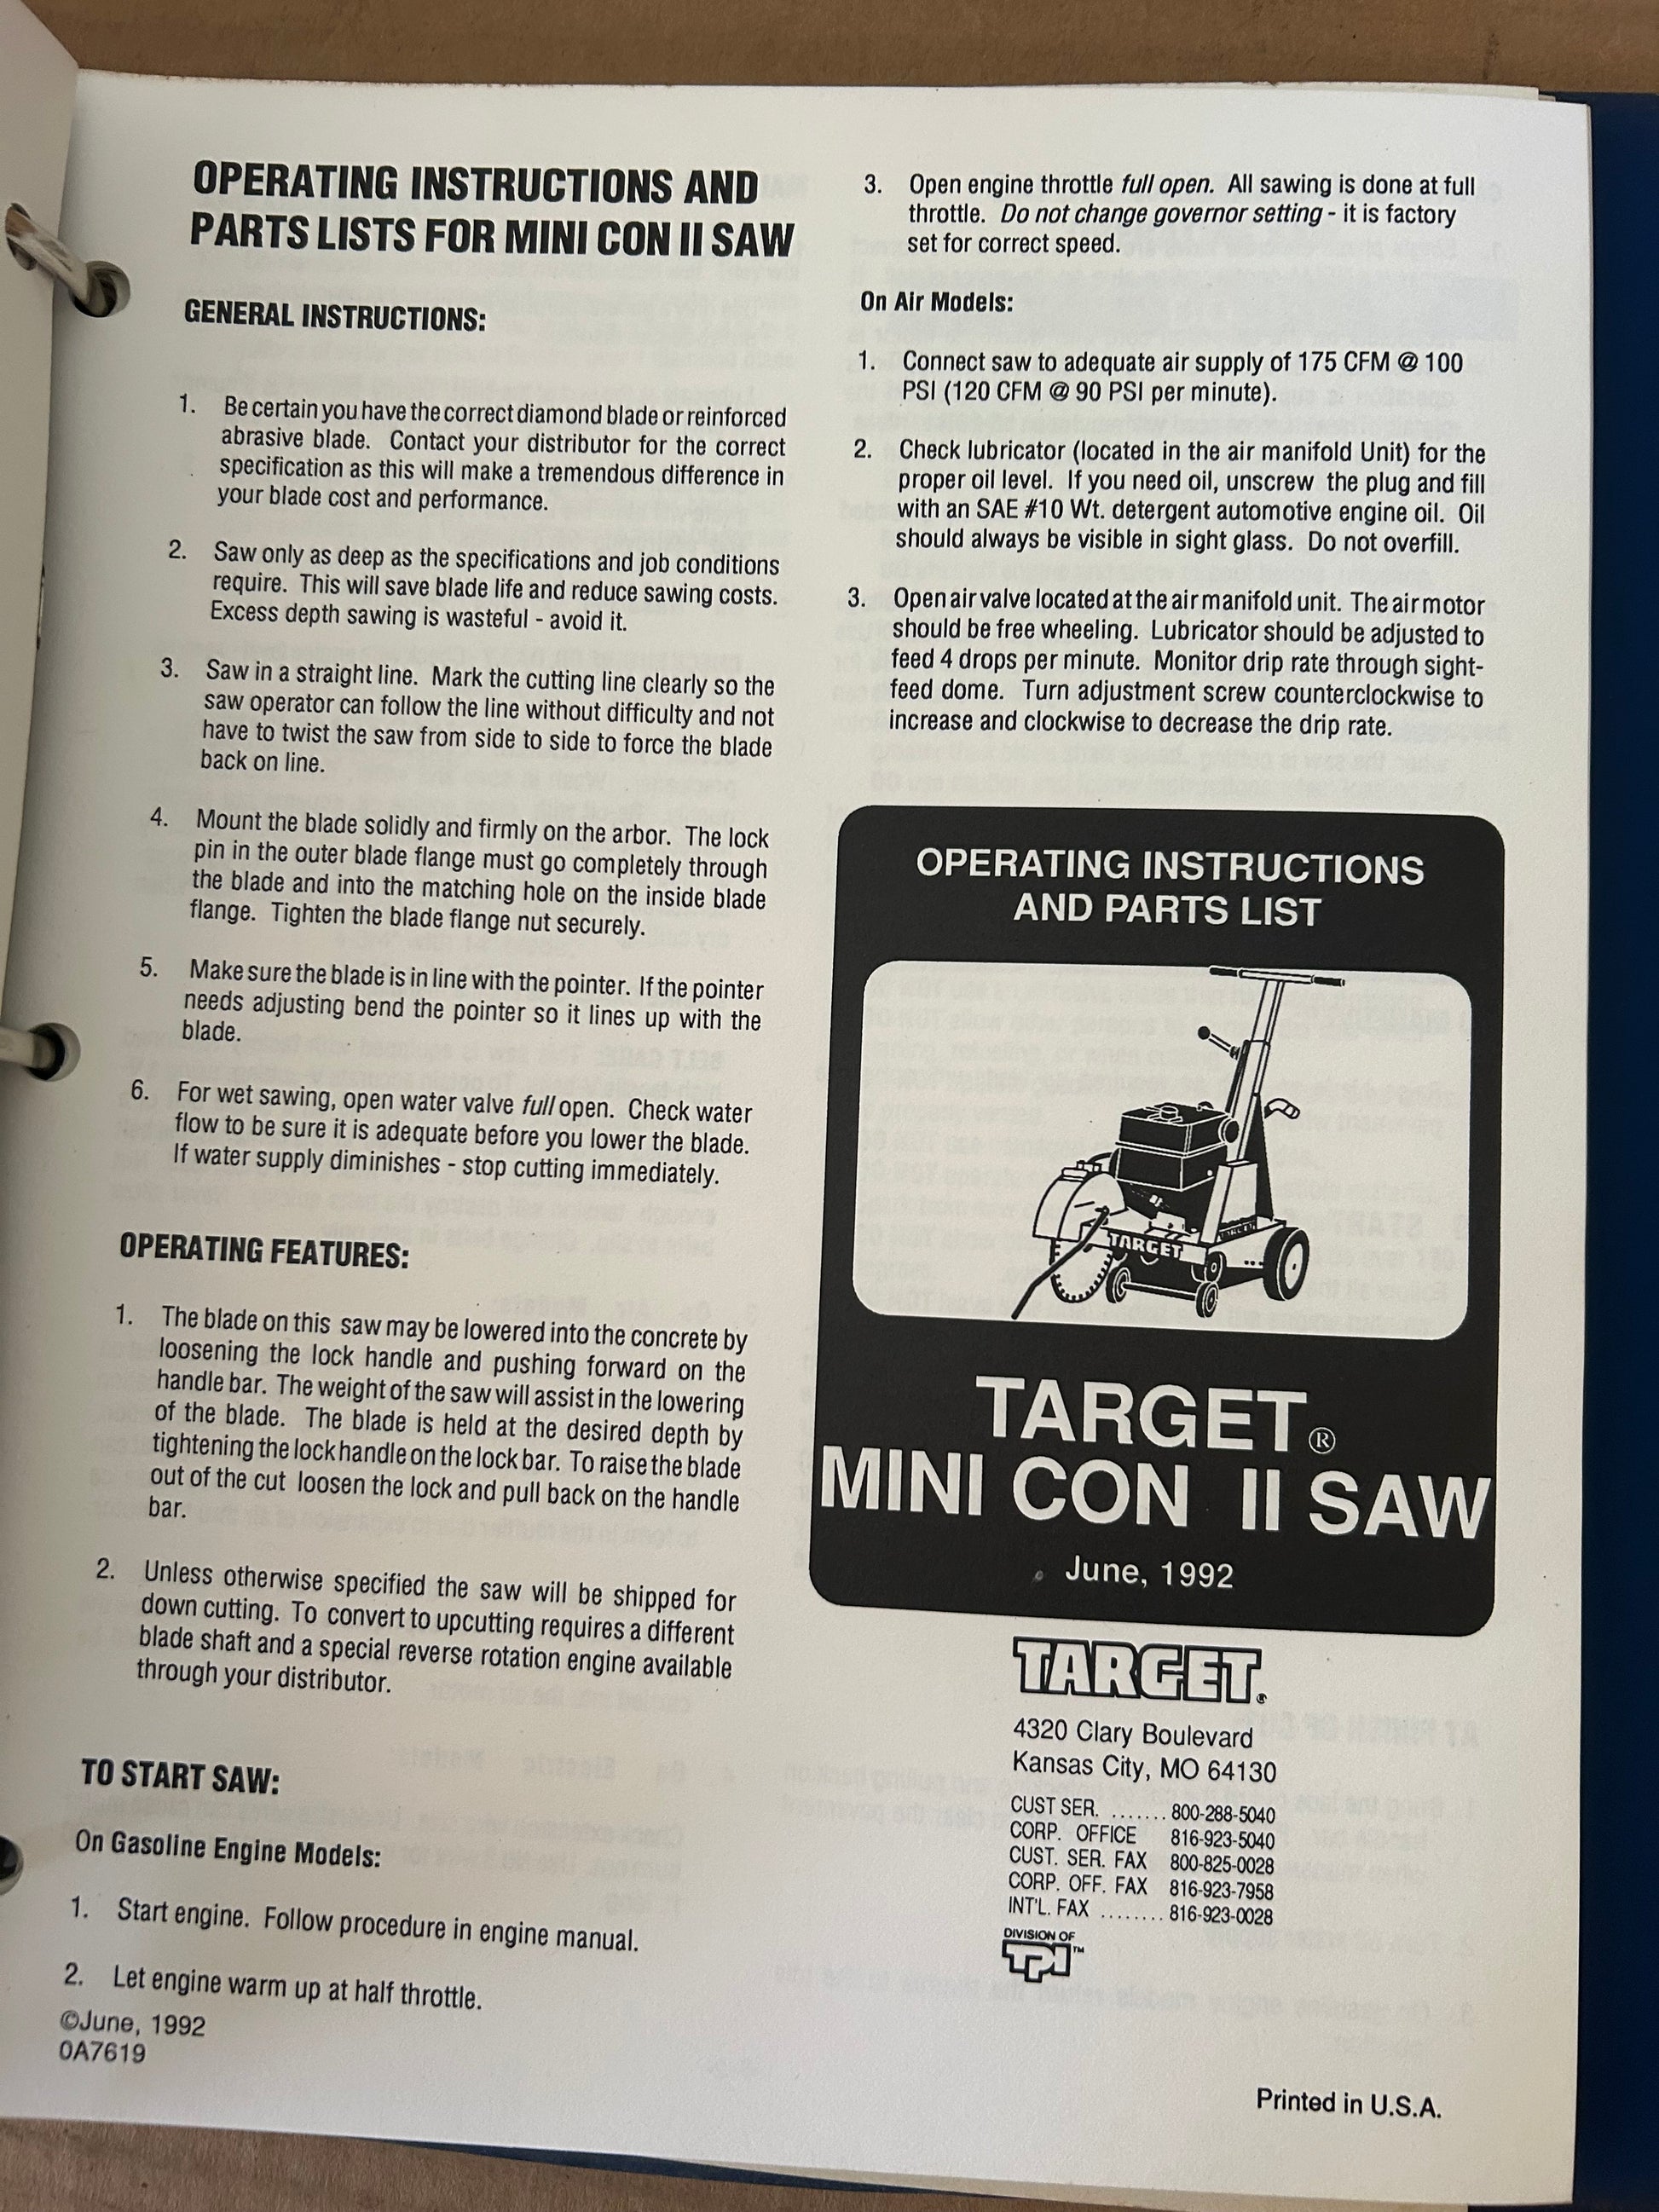 OPERATING INSTRUCTIONS AND
PARTS LISTS FOR MINI CON II SAW
GENERAL INSTRUCTIONS:
1. Be certain you have the correct diamond blade or reinforced
abrasive blade. Contact your distributor for the correct
specification as this will make a tremendous difference in
your blade cost and performance.
2. Saw only as deep as the specifications and job conditions
require. This will save blade life and reduce sawing costs.
Excess depth sawing is wasteful - avoid it.
3. Saw in a straight line. Mark the cutting line clearly so the
saw operator can follow the line without difficulty and not
have to twist the saw from side to side to force the blade
back on line.
4. Mount the blade solidly and firmly on the arbor. The lock
pin in the outer blade flange must go completely through
the blade and into the matching hole on the inside blade
flange. Tighten the blade flange nut securely.
5. Make sure the blade is in line with the pointer. If the pointer
needs adjusting bend the pointer so it lines up with the
blade.
6. For wet sawing, open water valve full open. Check water
flow to be sure it is adequate before you lower the blade.
If water supply diminishes - stop cutting immediately.
OPERATING FEATURES:
1. The blade on this saw may be lowered into the concrete by
loosening the lock handle and pushing forward on the
handle bar. The weight of the saw will assist in the lowering
of the blade. The blade is held at the desired depth by
tightening the lock handle on the lock bar. To raise the blade
out of the cut loosen the lock and pull back on the handle
bar.
2. Unless otherwise specified the saw will be shipped for
down cutting. To convert to upcutting requires a different
blade shaft and a special reverse rotation engine available
through your distributor.
TO START SAW:
On Gasoline Engine Models:
1. Start engine. Follow procedure in engine manual.
2. Let engine warm up at half throttle.
©June, 1992
0A7619
3. Open engine throttle full open. All sawing is done at full
throttle. Do not change governor setting - it is factory
set for correct speed.
On Air Models:
1. Connect saw to adequate air supply of 175 CFM @ 100
PSI (120 CFM @ 90 PSI per minute).
2. Check lubricator (located in the air manifold Unit) for the
proper oil level. If you need oil, unscrew the plug and fill
with an SAE #10 Wt. detergent automotive engine oil. Oil
should always be visible in sight glass. Do not overfill.
3. Open air valve located at the air manifold unit. The air motor
should be free wheeling. Lubricator should be adjusted to
feed 4 drops per minute. Monitor drip rate through sight-
feed dome. Turn adjustment screw counterclockwise to
increase and clockwise to decrease the drip rate.
OPERATING INSTRUCTIONS
AND PARTS LIST
TARGET
TARGET®
MINI CON II SAW
June, 1992
TARGET®
4320 Clary Boulevard
Kansas City, MO 64130
CUST SER. ....... 800-288-5040
CORP. OFFICE 816-923-5040
CUST. SER. FAX 800-825-0028
CORP. OFF. FAX 816-923-7958
INT'L. FAX ........ 816-923-0028
DIVISION OF
TPI™
Printed in U.S.A.